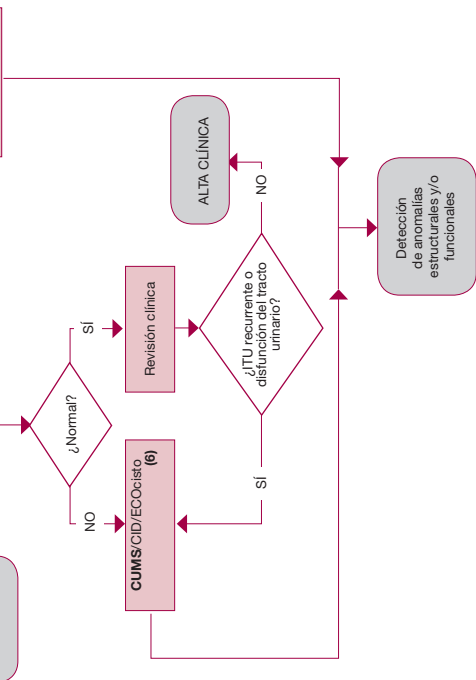 ¿Normal?
NO
SÍ
CUMS/CID/ECOcisto
(6)
Revisión clínica
¿ITU recurrente o
disfunción del tracto
urinario?
SÍ
NO
ALTA CLÍNICA
Detección
de anomalías
estructurales y/o
funcionales